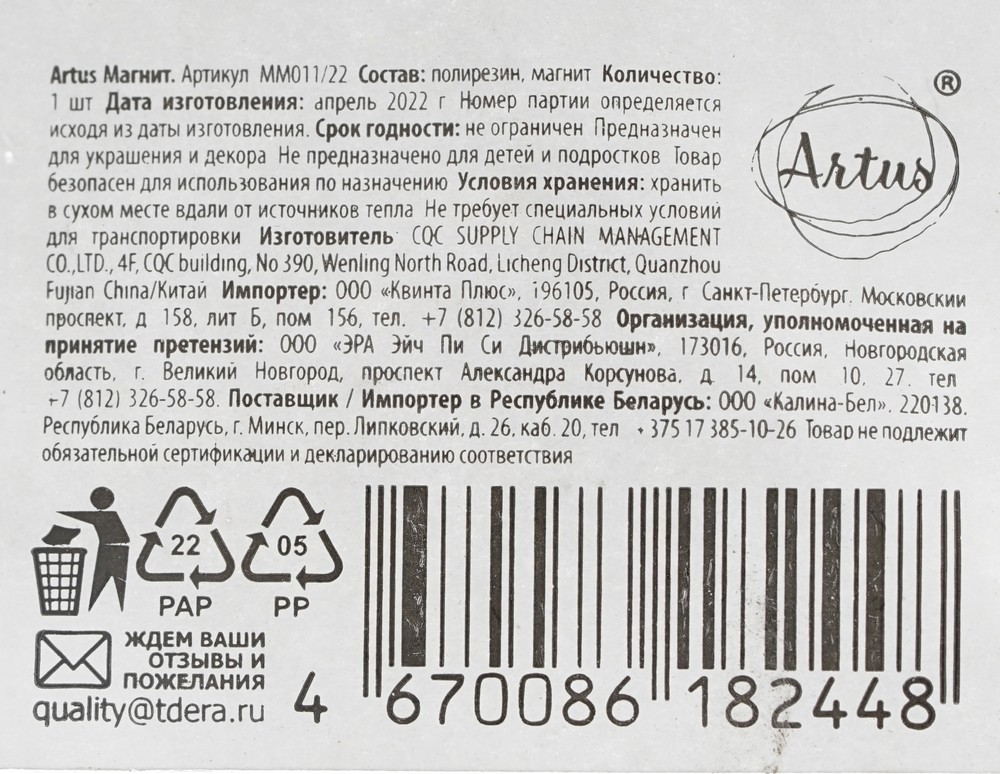 Artus Магнит. Артикул MM011/22 Состав: полирезин, магнит Количество:
1 шт Дата изготовления: апрель 2022 г Номер партии определяется
исходя из даты изготовления. Срок годности: не ограничен Предназначен
для украшения и декора Не предназначено для детей и подростков Товар
безопасен для использования по назначению Условия хранения: хранить
в сухом месте вдали от источников тепла Не требует специальных условий
для транспортировки Изготовитель CQC SUPPLY CHAIN MANAGEMENT
CO.,LTD., 4F, CQC building, No 390, Wenling North Road, Licheng District, Quanzhou
Fujian China/Китай Импортер: ООО «Квинта Плюс», 196105, Россия, г Санкт-Петербург. Московский
проспект, д 158, лит Б, пом 156, тел. +7 (812) 326-58-58 Организация, уполномоченная на
принятие претензий: ООО «ЭРА Эйч Пи Си Дистрибьюшн», 173016, Россия, Новгородская
область, г. Великий Новгород, проспект Александра Корсунова, д. 14, пом 10, 27. тел
+7 (812) 326-58-58. Поставщик / Импортер в Республике Беларусь: ООО «Калина-Бел». 220138.
Республика Беларусь, г. Минск, пер. Липковский, д. 26, каб. 20, тел +375 17 385-10-26 Товар не подлежит
обязательной сертификации и декларированию соответствия
Artus ®
22
PAP
05
PP
ЖДЕМ ВАШИ
ОТЗЫВЫ И
ПОЖЕЛАНИЯ
quality@tdera.ru
4 670086 182448